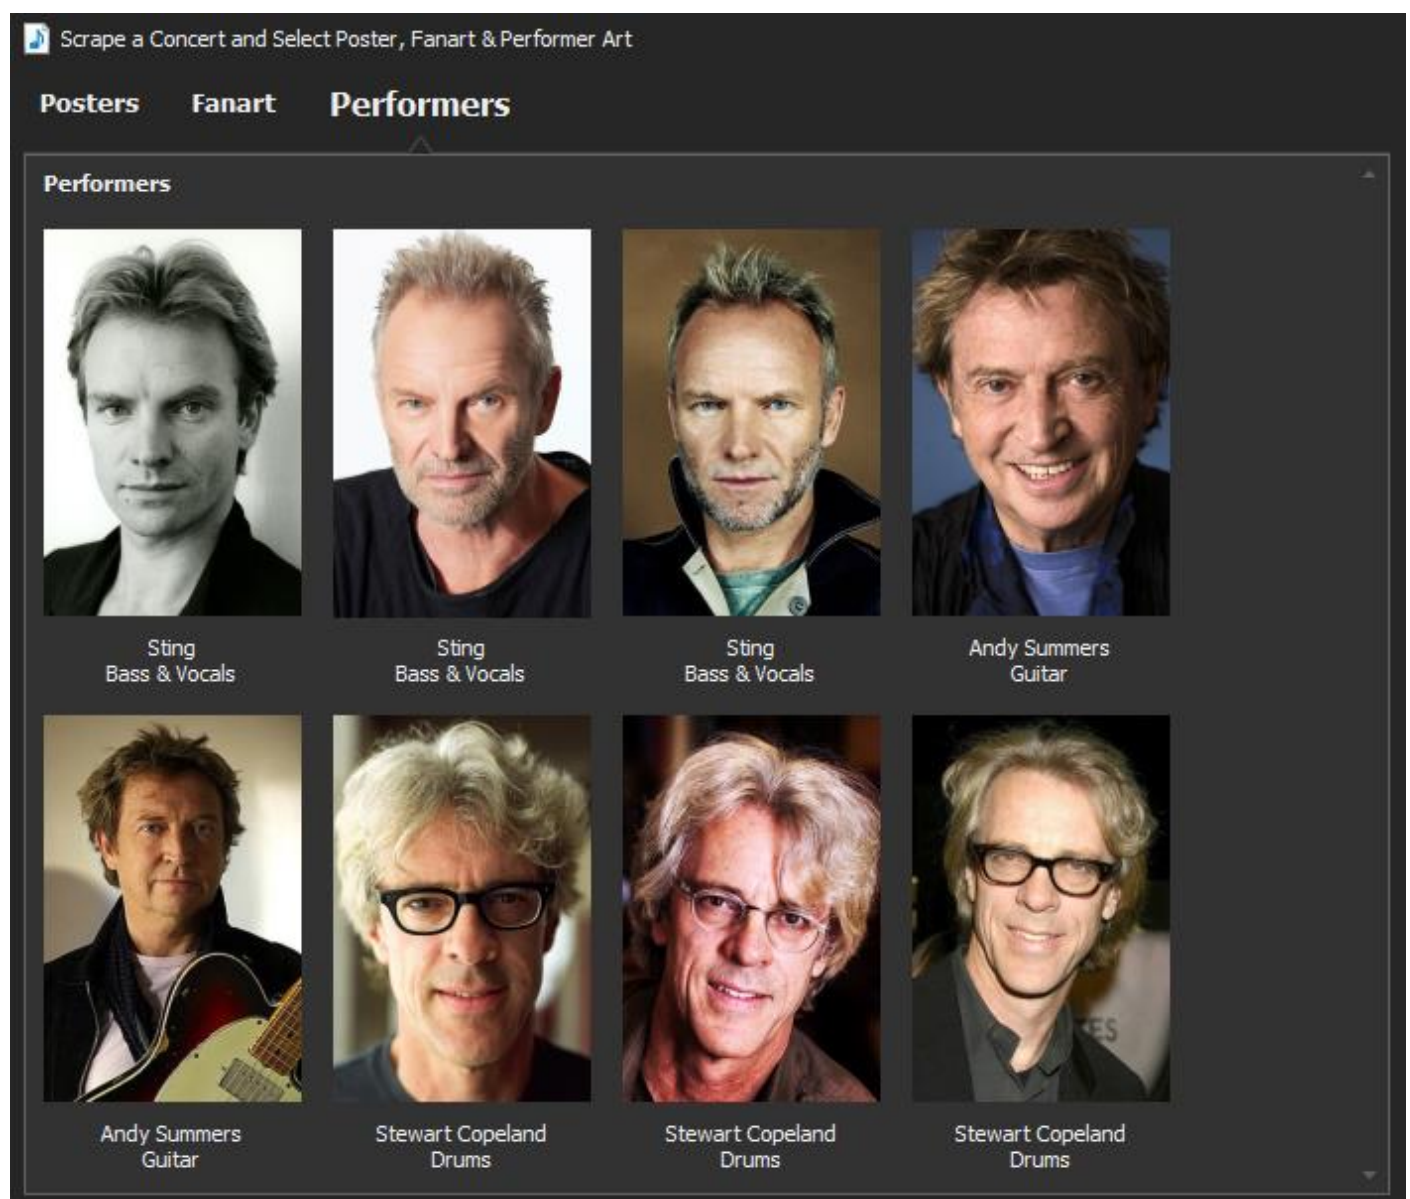 Scrape a Concert and Select Poster, Fanart & Performer Art
Posters Fanart Performers
Performers
Sting
Bass & Vocals
Sting
Bass & Vocals
Sting
Bass & Vocals
Andy Summers
Guitar
Andy Summers
Guitar
Stewart Copeland
Drums
Stewart Copeland
Drums
Stewart Copeland
Drums